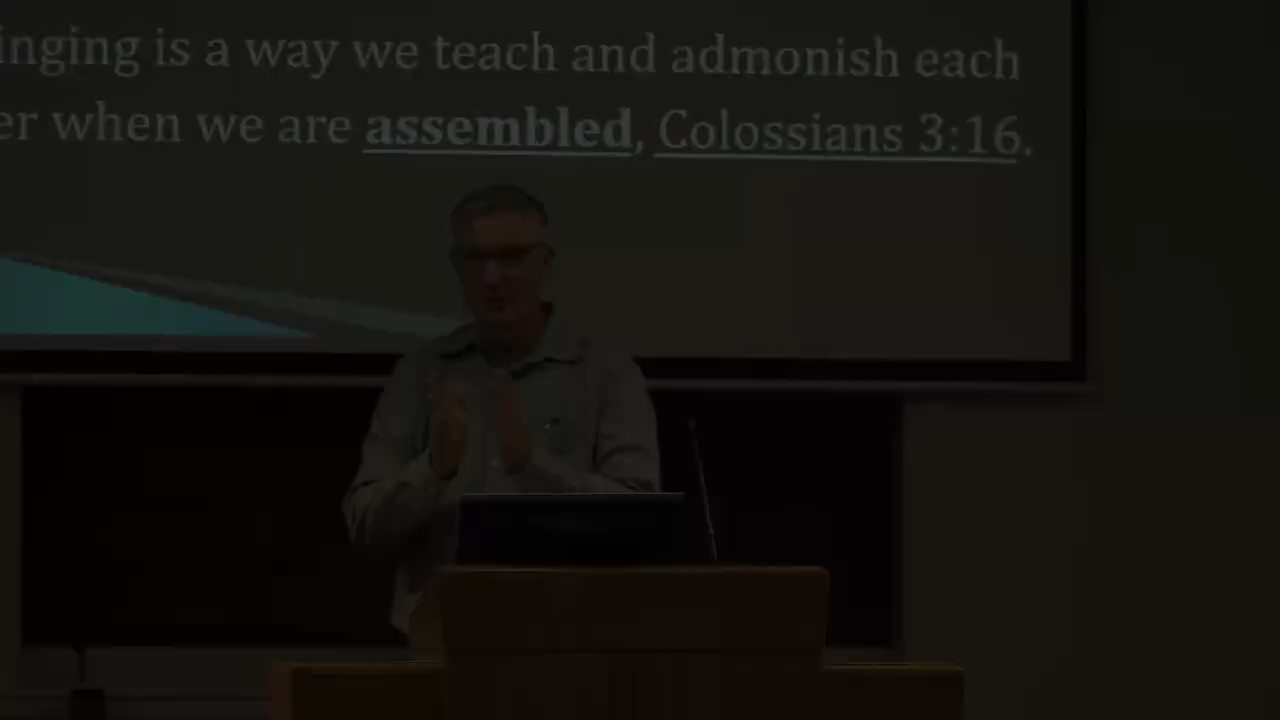 inging is a way we teach and admonish each
er when we are assembled, Colossians 3:16.